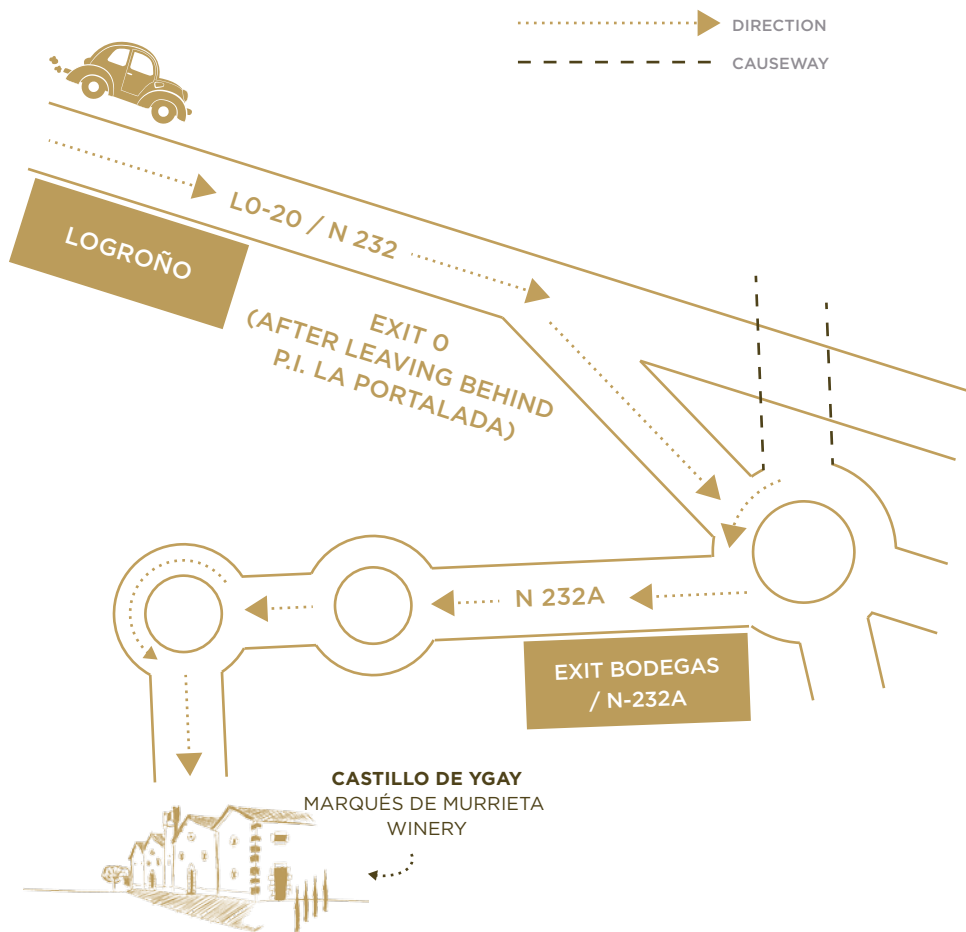 DIRECTION
CAUSEWAY
LO-20 / N 232
LOGROÑO
EXIT 0
(AFTER LEAVING BEHIND
P.I. LA PORTALADA)
N 232A
EXIT BODEGAS
/ N-232A
CASTILLO DE YGAY
MARQUÉS DE MURRIETA
WINERY